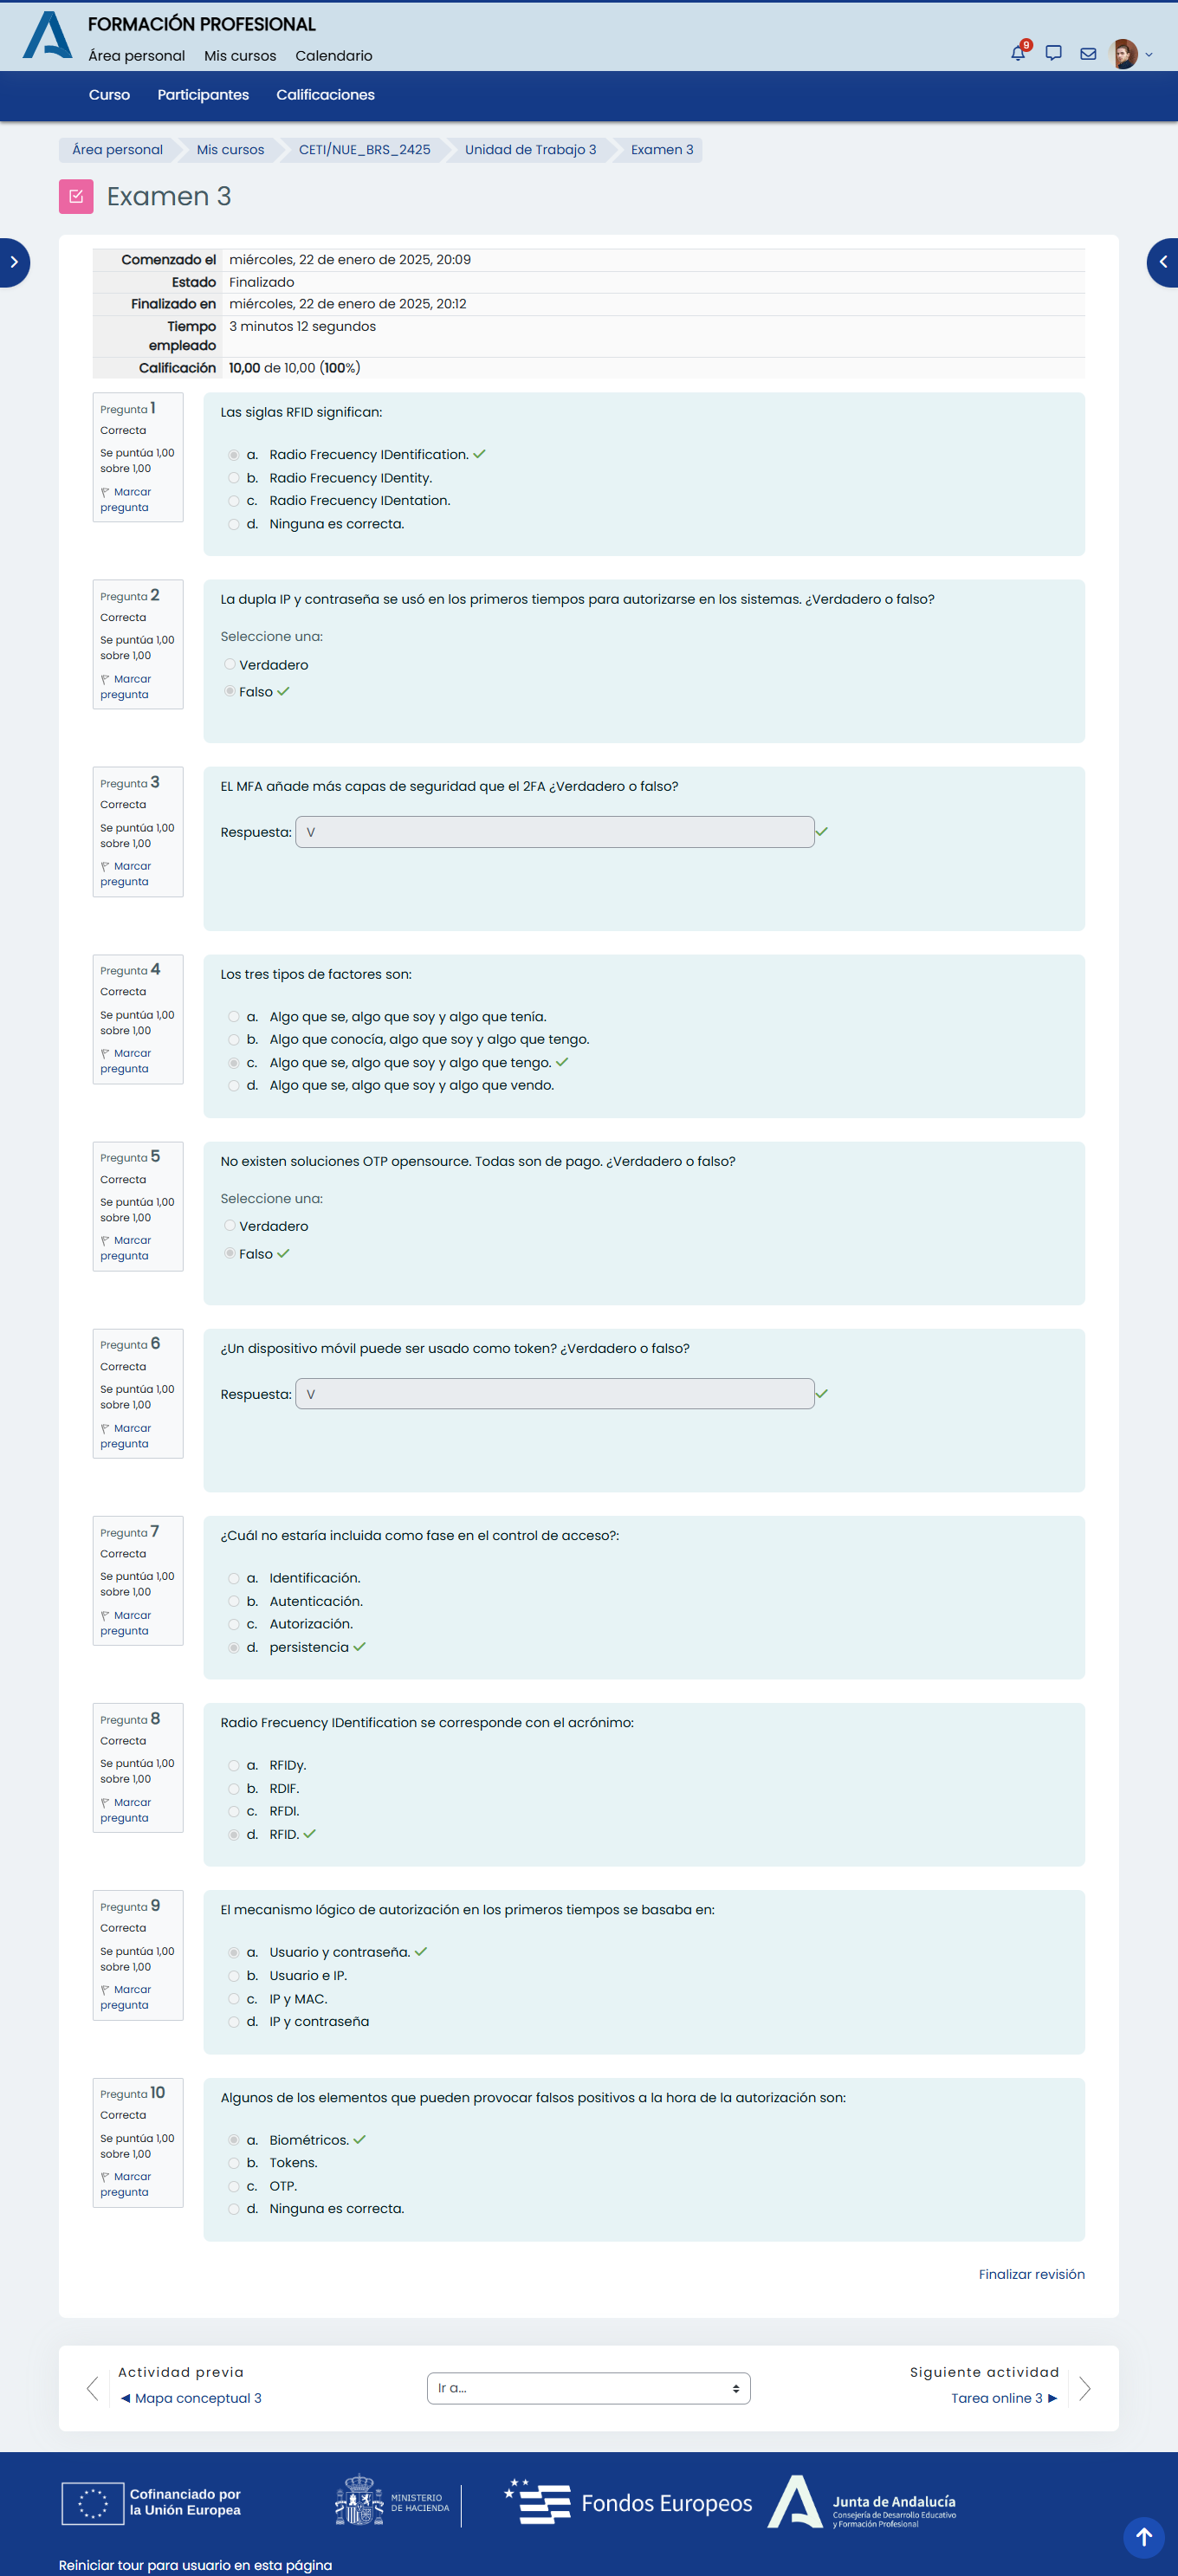 FORMACIÓN PROFESIONAL
Área personal Mis cursos Calendario
9
Curso Participantes Calificaciones
Área personal Mis cursos CETI/NUE_BRS_2425 Unidad de Trabajo 3 Examen 3
Examen 3
Comenzado el miércoles, 22 de enero de 2025, 20:09
Estado Finalizado
Finalizado en miércoles, 22 de enero de 2025, 20:12
Tiempo empleado 3 minutos 12 segundos
Calificación 10,00 de 10,00 (100%)
Pregunta 1
Correcta
Se puntúa 1,00
sobre 1,00
Marcar
pregunta
Las siglas RFID significan:
a. Radio Frecuency IDentification.
b. Radio Frecuency IDentity.
c. Radio Frecuency IDentation.
d. Ninguna es correcta.
Pregunta 2
Correcta
Se puntúa 1,00
sobre 1,00
Marcar
pregunta
La dupla IP y contraseña se usó en los primeros tiempos para autorizarse en los sistemas. ¿Verdadero o falso?
Seleccione una:
Verdadero
Falso
Pregunta 3
Correcta
Se puntúa 1,00
sobre 1,00
Marcar
pregunta
EL MFA añade más capas de seguridad que el 2FA ¿Verdadero o falso?
Respuesta: V
Pregunta 4
Correcta
Se puntúa 1,00
sobre 1,00
Marcar
pregunta
Los tres tipos de factores son:
a. Algo que se, algo que soy y algo que tenía.
b. Algo que conocía, algo que soy y algo que tengo.
c. Algo que se, algo que soy y algo que tengo.
d. Algo que se, algo que soy y algo que vendo.
Pregunta 5
Correcta
Se puntúa 1,00
sobre 1,00
Marcar
pregunta
No existen soluciones OTP opensource. Todas son de pago. ¿Verdadero o falso?
Seleccione una:
Verdadero
Falso
Pregunta 6
Correcta
Se puntúa 1,00
sobre 1,00
Marcar
pregunta
¿Un dispositivo móvil puede ser usado como token? ¿Verdadero o falso?
Respuesta: V
Pregunta 7
Correcta
Se puntúa 1,00
sobre 1,00
Marcar
pregunta
¿Cuál no estaría incluida como fase en el control de acceso?:
a. Identificación.
b. Autenticación.
c. Autorización.
d. persistencia
Pregunta 8
Correcta
Se puntúa 1,00
sobre 1,00
Marcar
pregunta
Radio Frecuency IDentification se corresponde con el acrónimo:
a. RFIDy.
b. RDIF.
c. RFDI.
d. RFID.
Pregunta 9
Correcta
Se puntúa 1,00
sobre 1,00
Marcar
pregunta
El mecanismo lógico de autorización en los primeros tiempos se basaba en:
a. Usuario y contraseña.
b. Usuario e IP.
c. IP y MAC.
d. IP y contraseña
Pregunta 10
Correcta
Se puntúa 1,00
sobre 1,00
Marcar
pregunta
Algunos de los elementos que pueden provocar falsos positivos a la hora de la autorización son:
a. Biométricos.
b. Tokens.
c. OTP.
d. Ninguna es correcta.
Finalizar revisión
Actividad previa
◄ Mapa conceptual 3
Ir a...
Siguiente actividad
Tarea online 3 ►
Cofinanciado por
la Unión Europea
MINISTERIO
DE HACIENDA
Fondos Europeos
Junta de Andalucía
Consejería de Desarrollo Educativo
y Formación Profesional
Reiniciar tour para usuario en esta página